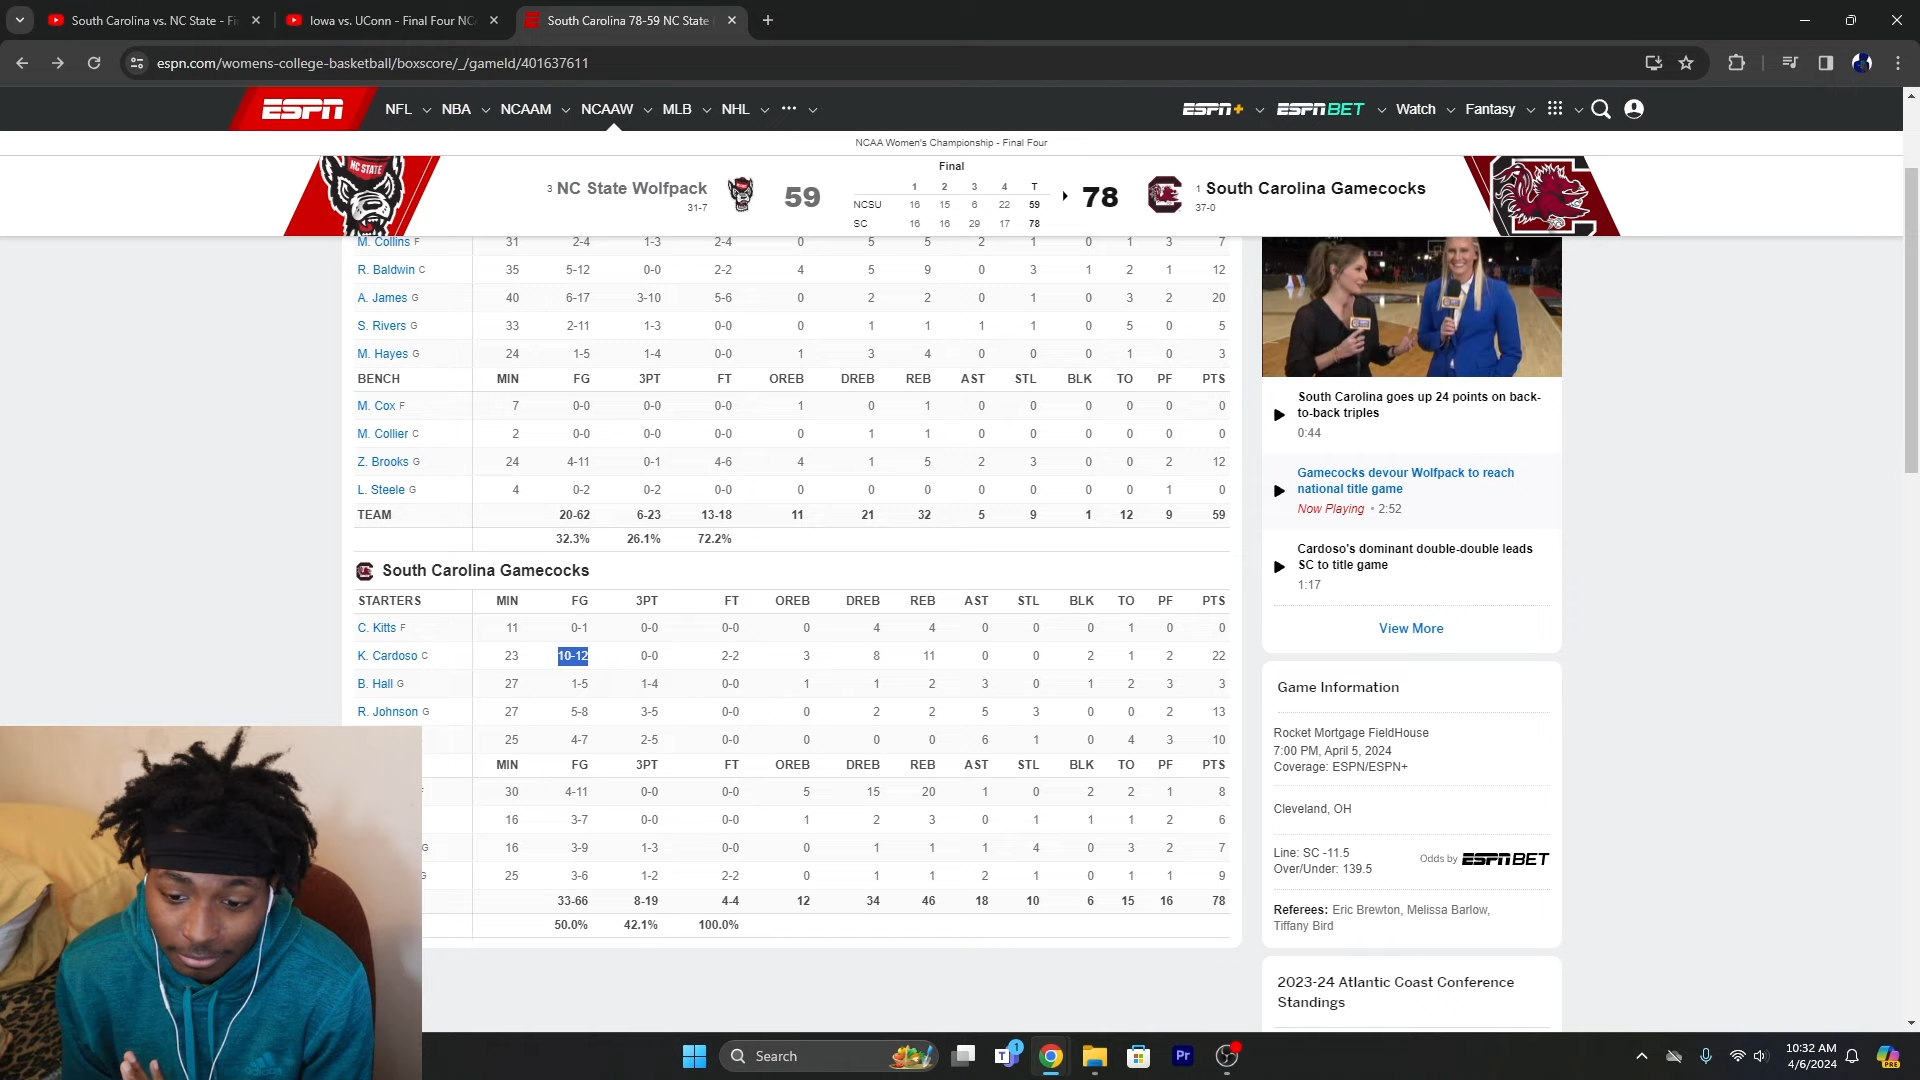 South Carolina vs. NC State - Fi
Iowa vs. UConn - Final Four NC
South Carolina 78-59 NC State
espn.com/womens-college-basketball/boxscore/_/gameId/401637611
ESPN NFL NBA NCAAM NCAAW MLB NHL ESPN+ ESPN BET Watch Fantasy
NCAA Women's Championship - Final Four
NC STATE
3 NC State Wolfpack
31-7
59
Final
1 2 3 4 T
NCSU 16 15 6 22 59
SC 16 16 29 17 78
78
1 South Carolina Gamecocks
37-0
M. Collins F 31 2-4 1-3 2-4 0 5 5 2 1 0 1 3 7
R. Baldwin C 35 5-12 0-0 2-2 4 5 9 0 3 1 2 1 12
A. James G 40 6-17 3-10 5-6 0 2 2 0 1 0 3 2 20
S. Rivers G 33 2-11 1-3 0-0 0 1 1 1 1 0 5 0 5
M. Hayes G 24 1-5 1-4 0-0 1 3 4 0 0 0 1 0 3
BENCH MIN FG 3PT FT OREB DREB REB AST STL BLK TO PF PTS
M. Cox F 7 0-0 0-0 0-0 1 0 1 0 0 0 0 0 0
M. Collier C 2 0-0 0-0 0-0 0 1 1 0 0 0 0 0 0
Z. Brooks G 24 4-11 0-1 4-6 4 1 5 2 3 0 0 2 12
L. Steele G 4 0-2 0-2 0-0 0 0 0 0 0 0 0 1 0
TEAM 20-62 6-23 13-18 11 21 32 5 9 1 12 9 59
32.3% 26.1% 72.2%
South Carolina Gamecocks
STARTERS MIN FG 3PT FT OREB DREB REB AST STL BLK TO PF PTS
C. Kitts F 11 0-1 0-0 0-0 0 4 4 0 0 0 1 0 0
K. Cardoso C 23 10-12 0-0 2-2 3 8 11 0 0 2 1 2 22
B. Hall G 27 1-5 1-4 0-0 1 1 2 3 0 1 2 3 3
R. Johnson G 27 5-8 3-5 0-0 0 2 2 5 3 0 0 2 13
25 4-7 2-5 0-0 0 0 0 6 1 0 4 3 10
MIN FG 3PT FT OREB DREB REB AST STL BLK TO PF PTS
30 4-11 0-0 0-0 5 15 20 1 0 2 2 1 8
16 3-7 0-0 0-0 1 2 3 0 1 1 1 2 6
G 16 3-9 1-3 0-0 0 1 1 1 4 0 3 2 7
G 25 3-6 1-2 2-2 0 1 1 2 1 0 1 1 9
33-66 8-19 4-4 12 34 46 18 10 6 15 16 78
50.0% 42.1% 100.0%
South Carolina goes up 24 points on back-
to-back triples
0:44
Gamecocks devour Wolfpack to reach
national title game
Now Playing • 2:52
Cardoso's dominant double-double leads
SC to title game
1:17
View More
Game Information
Rocket Mortgage FieldHouse
7:00 PM, April 5, 2024
Coverage: ESPN/ESPN+
Cleveland, OH
Line: SC -11.5
Over/Under: 139.5
Odds by ESPN BET
Referees: Eric Brewton, Melissa Barlow,
Tiffany Bird
2023-24 Atlantic Coast Conference
Standings
adidas
Search
T 1
Pr
PRE
10:32 AM
4/6/2024